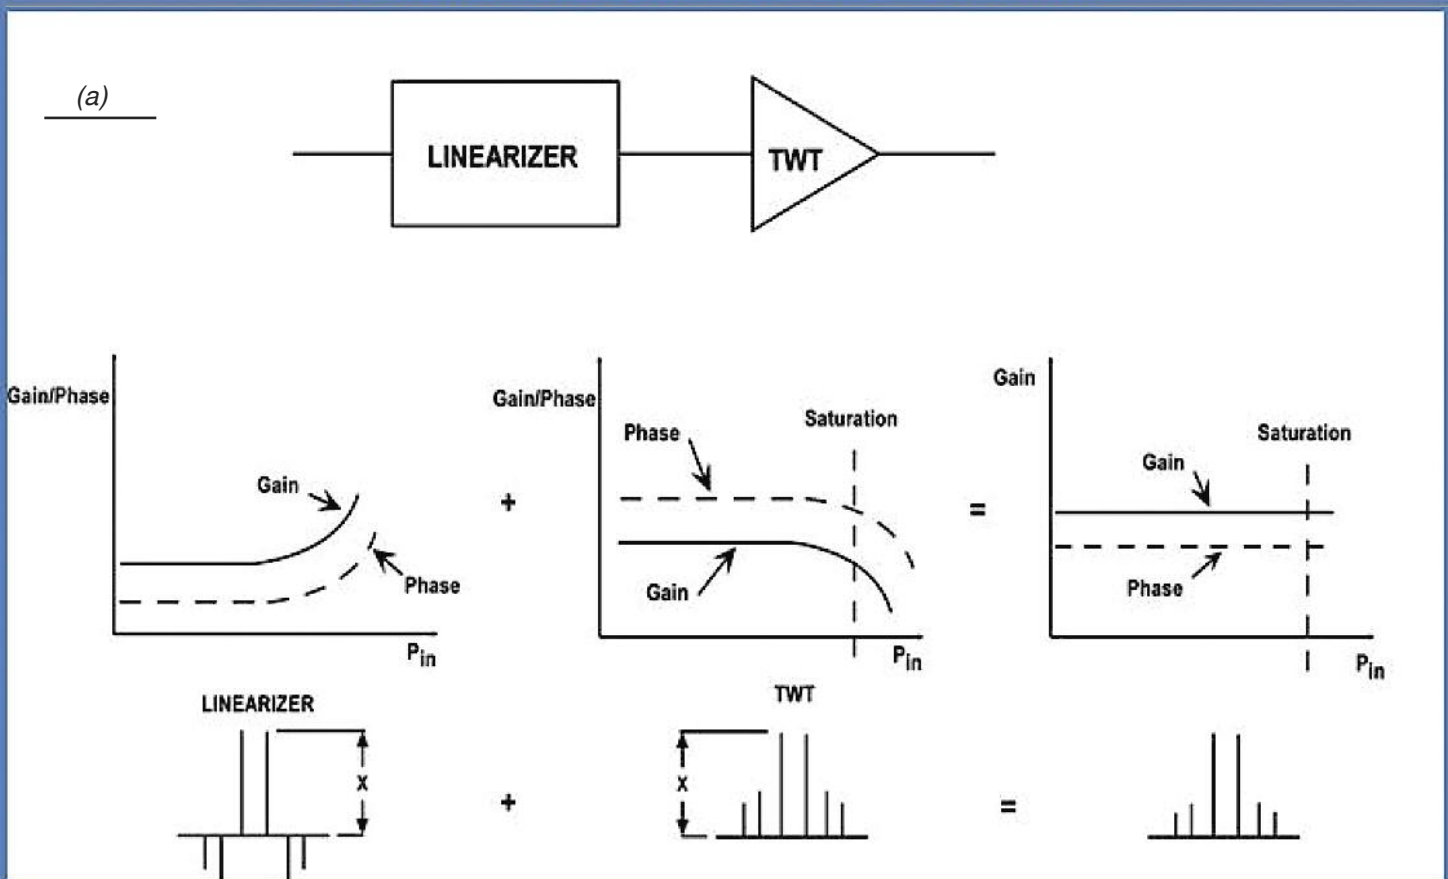 (a)
LINEARIZER
TWT
Gain/Phase
Gain
Phase
Pin
LINEARIZER
X
+
Gain/Phase
Phase
Saturation
Gain
Pin
TWT
X
+
=
Gain
Saturation
Gain
Phase
Pin
=